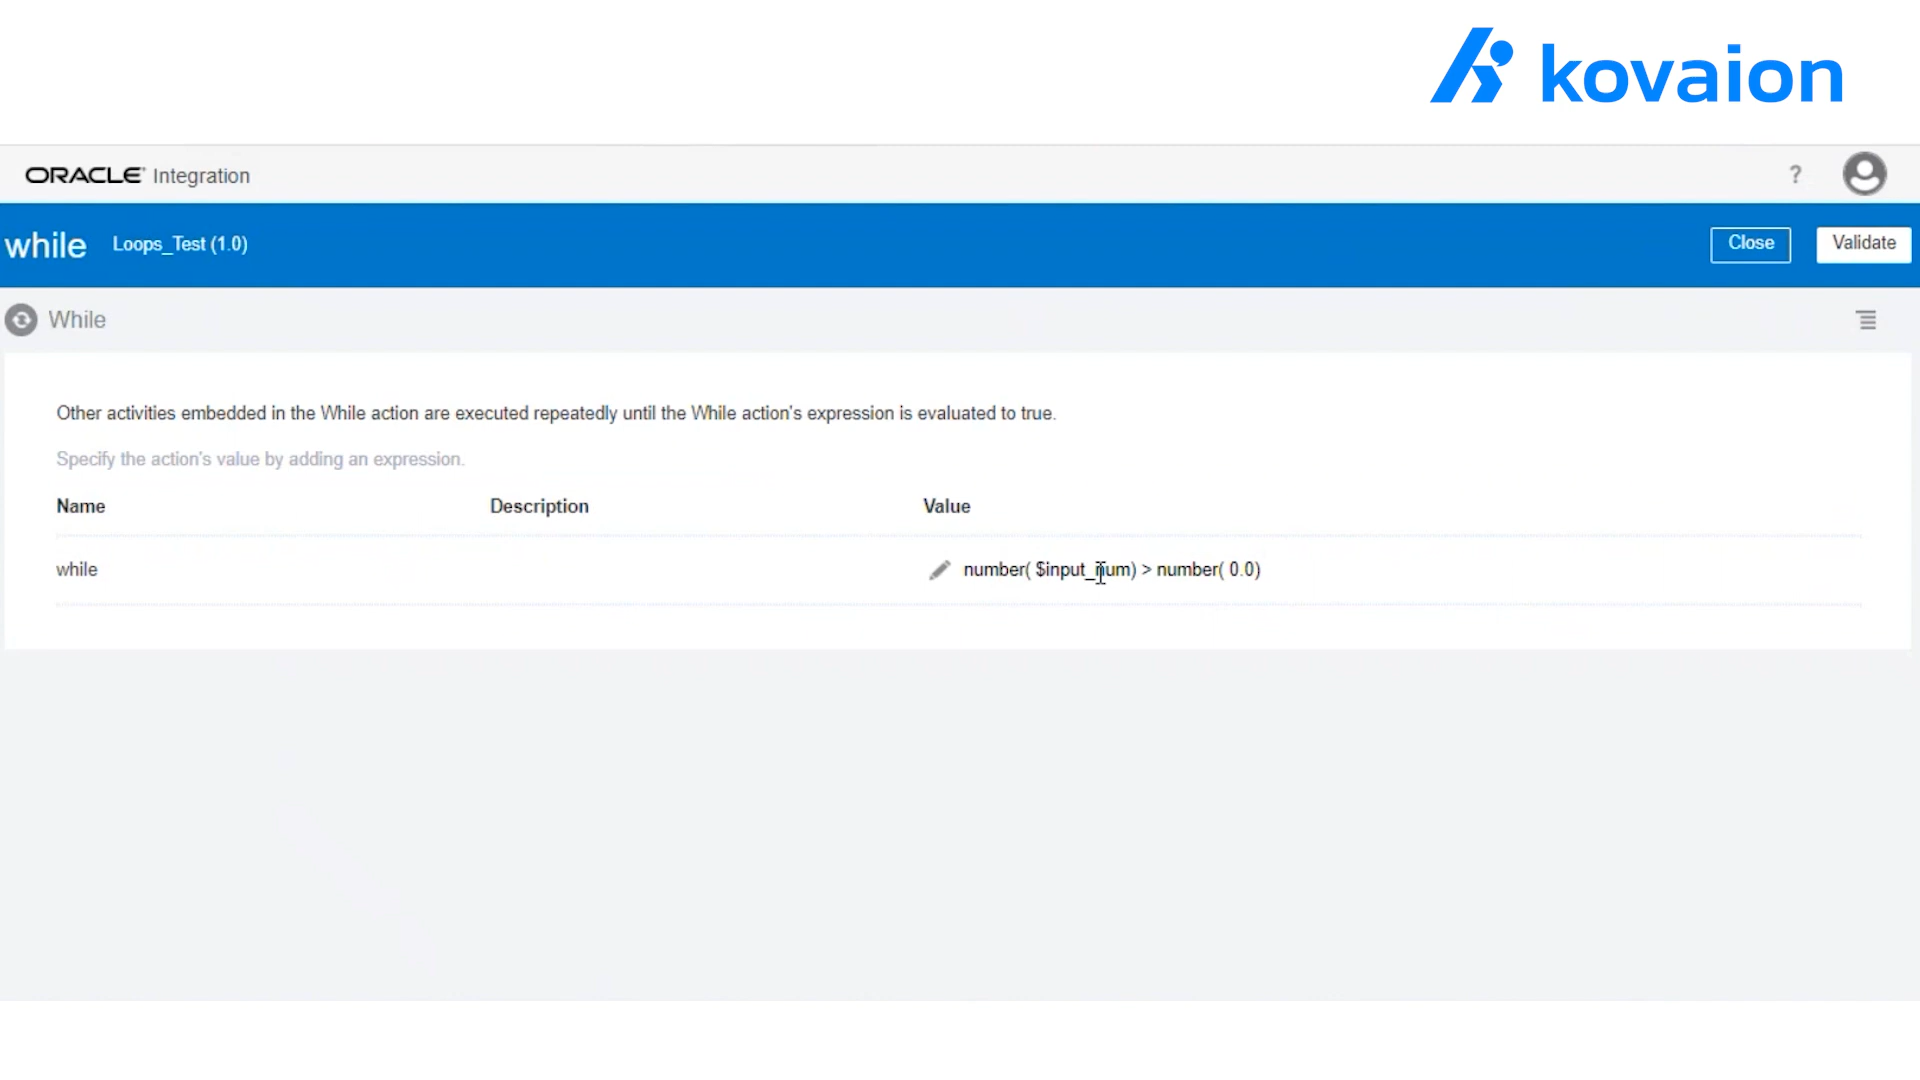 kovaion
ORACLE Integration ?
while Loops_Test (1.0) Close Validate
While
Other activities embedded in the While action are executed repeatedly until the While action's expression is evaluated to true.
Specify the action's value by adding an expression.
Name Description Value
while number( $input_num) > number( 0.0)